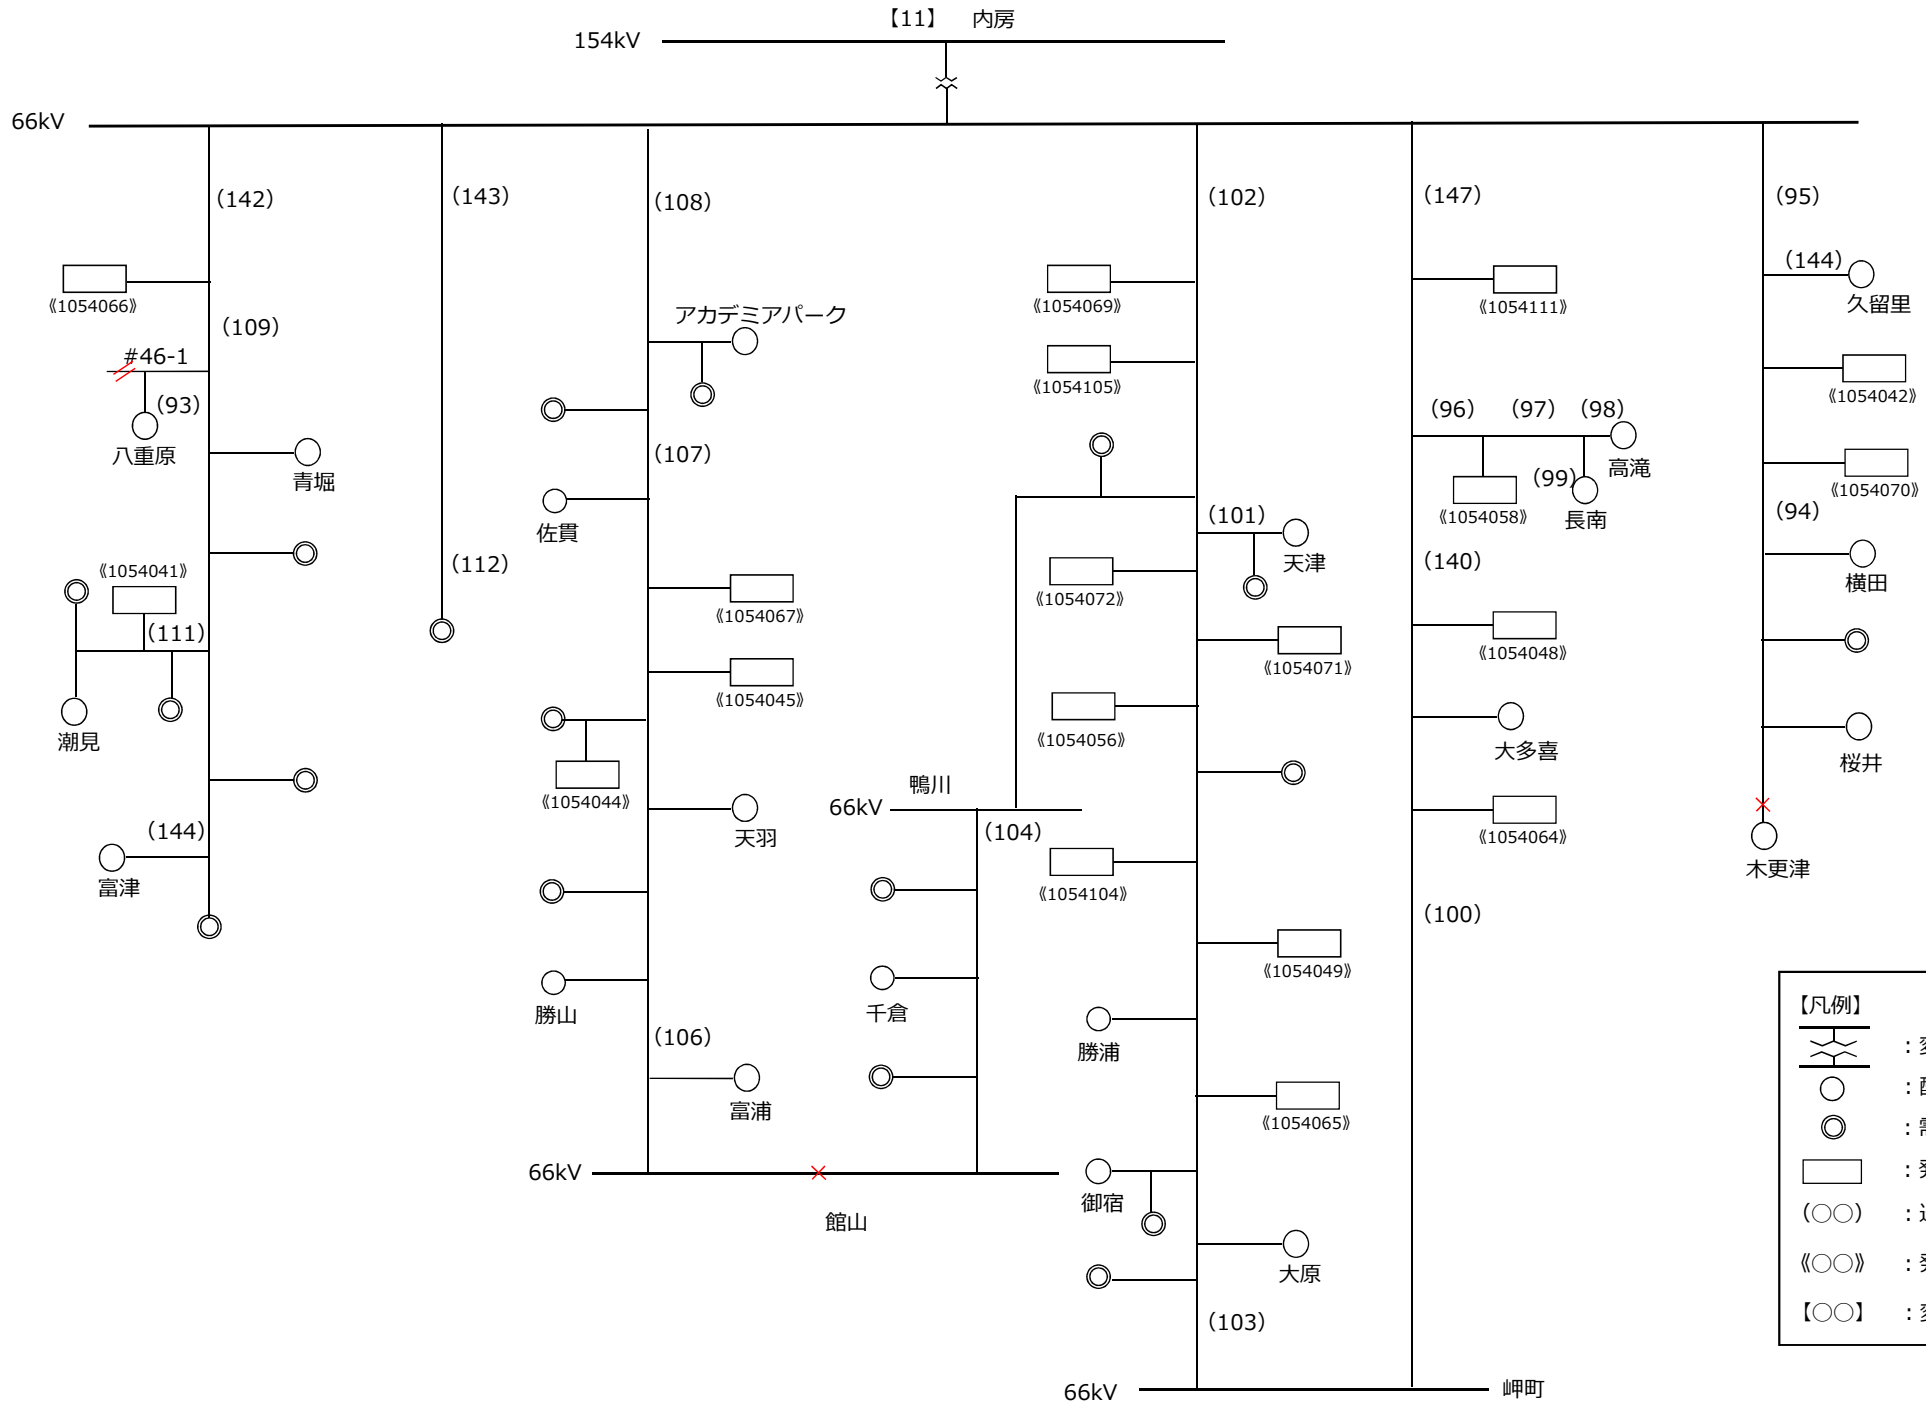 【11】 内房
154kV
66kV
(142)
(143)
(108)
(102)
(147)
(95)
(144)
久留里
《1054066》
《1054069》
《1054111》
(109)
アカデミアパーク
#46-1
《1054105》
《1054042》
(93)
八重原
(107)
(96)
(97)
(98)
高滝
青堀
《1054058》
(99)
長南
《1054070》
佐貫
(101)
天津
(94)
(112)
(140)
横田
《1054041》
《1054067》
《1054072》
(111)
《1054071》
《1054048》
《1054045》
潮見
《1054056》
大多喜
桜井
《1054044》
鴨川
66kV
天羽
(104)
《1054064》
(144)
富津
《1054104》
木更津
(100)
《1054049》
勝山
千倉
(106)
勝浦
富浦
《1054065》
66kV
館山
御宿
大原
(103)
66kV
岬町
【凡例】
:
:
:
:
(○○) :
《○○》 :
【○○】 :